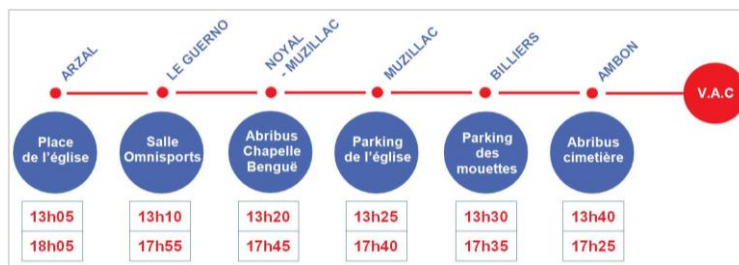 ARZAL
LE GUERNO
NOYAL
- MUZILLAC
MUZILLAC
BILLIERS
AMBON
V.A.C
Place
de l'église
Salle
Omnisports
Abribus
Chapelle
Benguë
Parking
de l'église
Parking
des
mouettes
Abribus
cimetière
13h05
13h10
13h20
13h25
13h30
13h40
18h05
17h55
17h45
17h40
17h35
17h25